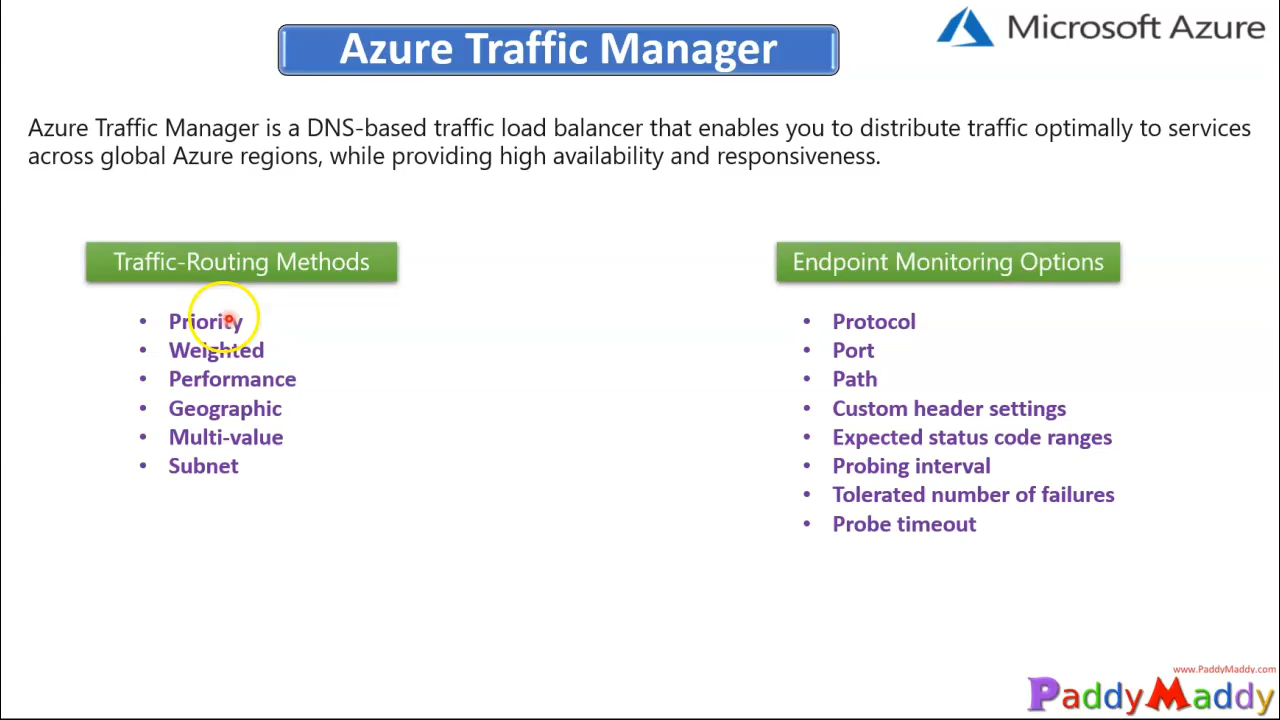 Azure Traffic Manager
Microsoft Azure
Azure Traffic Manager is a DNS-based traffic load balancer that enables you to distribute traffic optimally to services
across global Azure regions, while providing high availability and responsiveness.
Traffic-Routing Methods
• Priority
• Weighted
• Performance
• Geographic
• Multi-value
• Subnet
Endpoint Monitoring Options
• Protocol
• Port
• Path
• Custom header settings
• Expected status code ranges
• Probing interval
• Tolerated number of failures
• Probe timeout
www.PaddyMaddy.com
PaddyMaddy